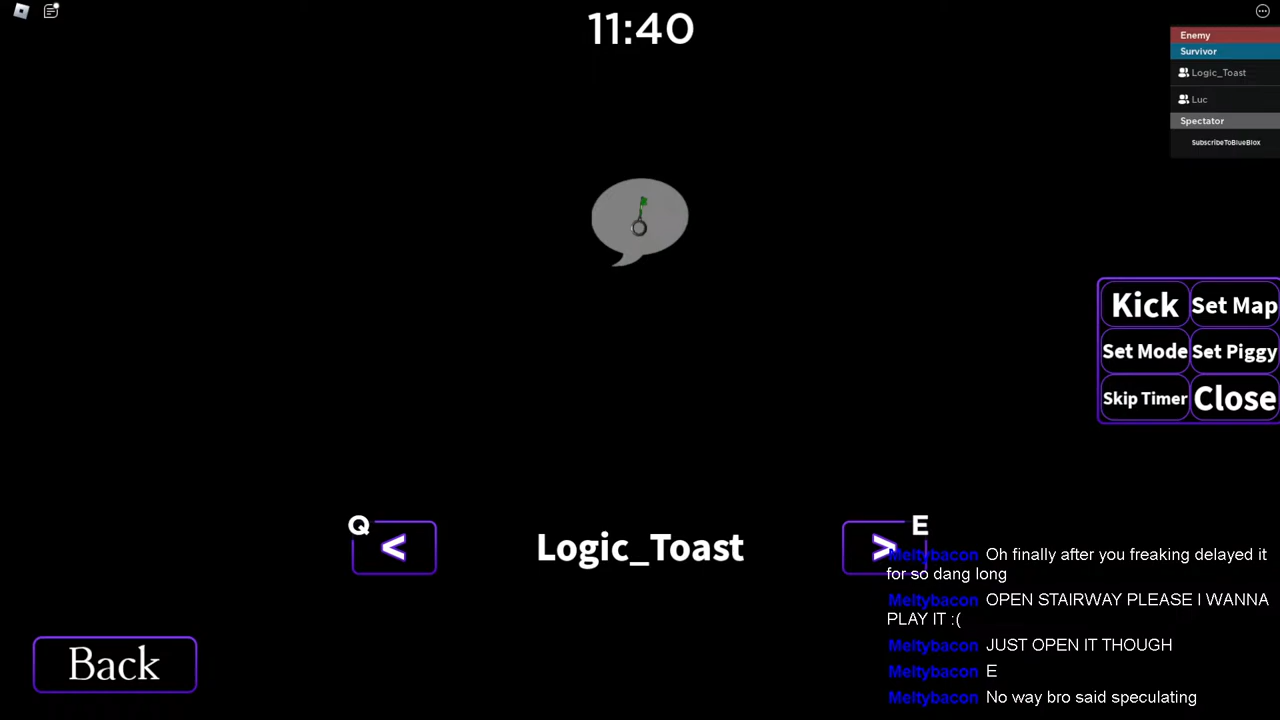 11:40
Enemy
Survivor
Logic_Toast
Luc
Spectator
SubscribeToBlueBlox
Kick
Set Map
Set Mode
Set Piggy
Skip Timer
Close
Q
<
Logic_Toast
>
E
Meltybacon Oh finally after you freaking delayed it
for so dang long
Meltybacon OPEN STAIRWAY PLEASE I WANNA
PLAY IT :(
Meltybacon JUST OPEN IT THOUGH
Meltybacon E
Meltybacon No way bro said speculating
Back